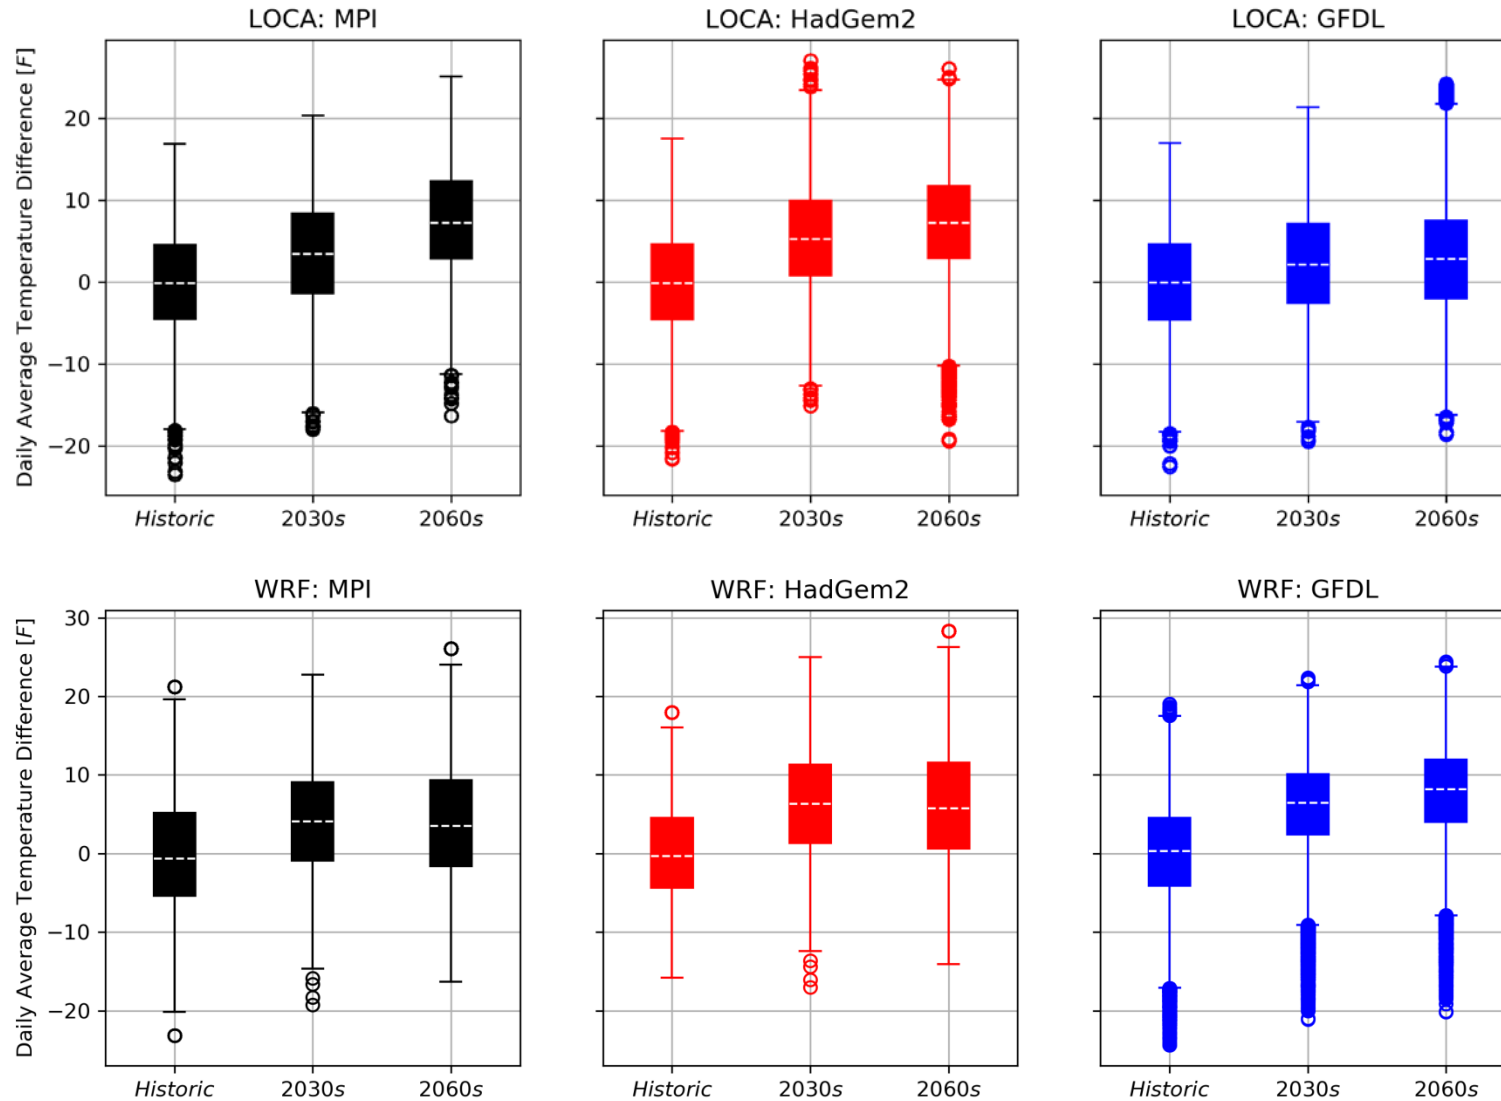 LOCA: MPI
LOCA: HadGem2
LOCA: GFDL
Daily Average Temperature Difference [F]
20
10
0
−10
−20
Historic 2030s 2060s
Historic 2030s 2060s
Historic 2030s 2060s
WRF: MPI
WRF: HadGem2
WRF: GFDL
Daily Average Temperature Difference [F]
30
20
10
0
−10
−20
Historic 2030s 2060s
Historic 2030s 2060s
Historic 2030s 2060s